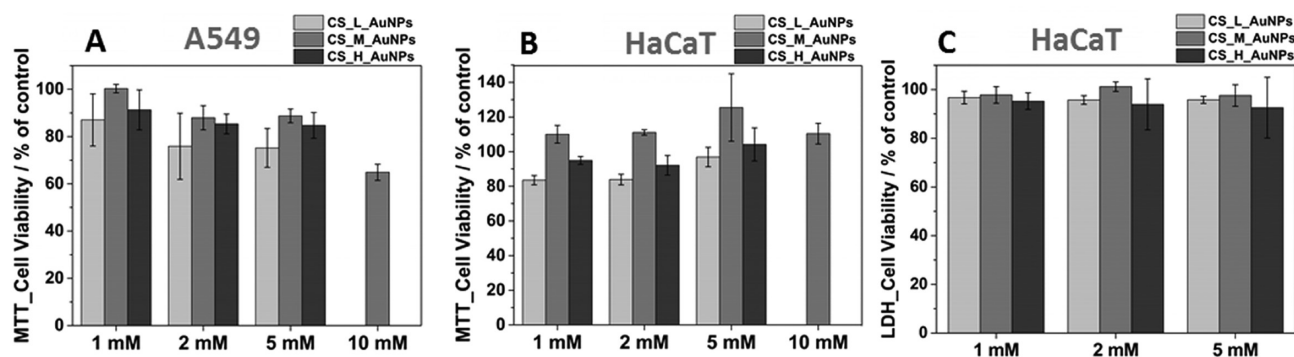 A A549
CS_L_AuNPs
CS_M_AuNPs
CS_H_AuNPs
MTT_Cell Viability / % of control
100
80
60
40
20
0
1 mM 2 mM 5 mM 10 mM
B HaCaT
CS_L_AuNPs
CS_M_AuNPs
CS_H_AuNPs
MTT_Cell Viability / % of control
140
120
100
80
60
40
20
0
1 mM 2 mM 5 mM 10 mM
C HaCaT
CS_L_AuNPs
CS_M_AuNPs
CS_H_AuNPs
LDH_Cell Viability / % of control
100
80
60
40
20
0
1 mM 2 mM 5 mM